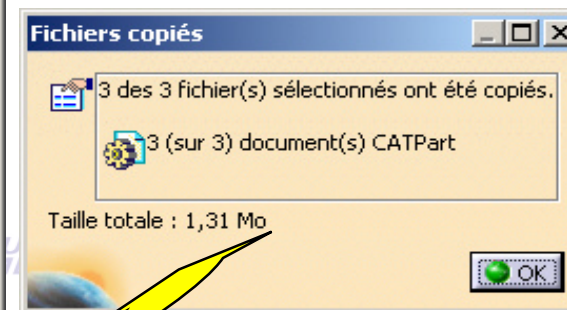 Fichiers copiés
3 des 3 fichier(s) sélectionnés ont été copiés.
3 (sur 3) document(s) CATPart
Taille totale : 1,31 Mo
OK